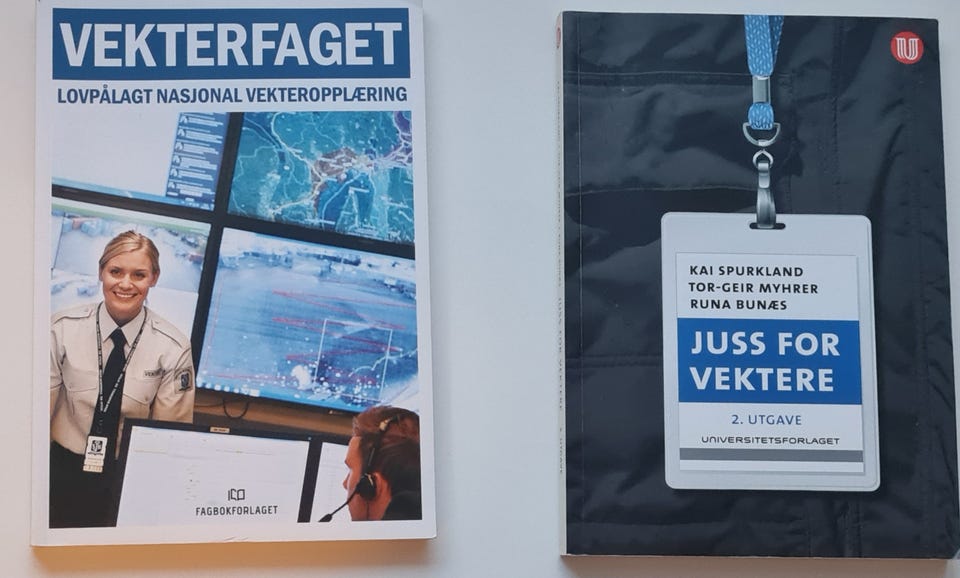 VEKTERFAGET
LOVPÅLAGT NASJONAL VEKTEROPPLÆRING
FAGBOKFORLAGET
KAI SPURKLAND
TOR-GEIR MYHRER
RUNA BUNÆS
JUSS FOR
VEKTERE
2. UTGAVE
UNIVERSITETSFORLAGET